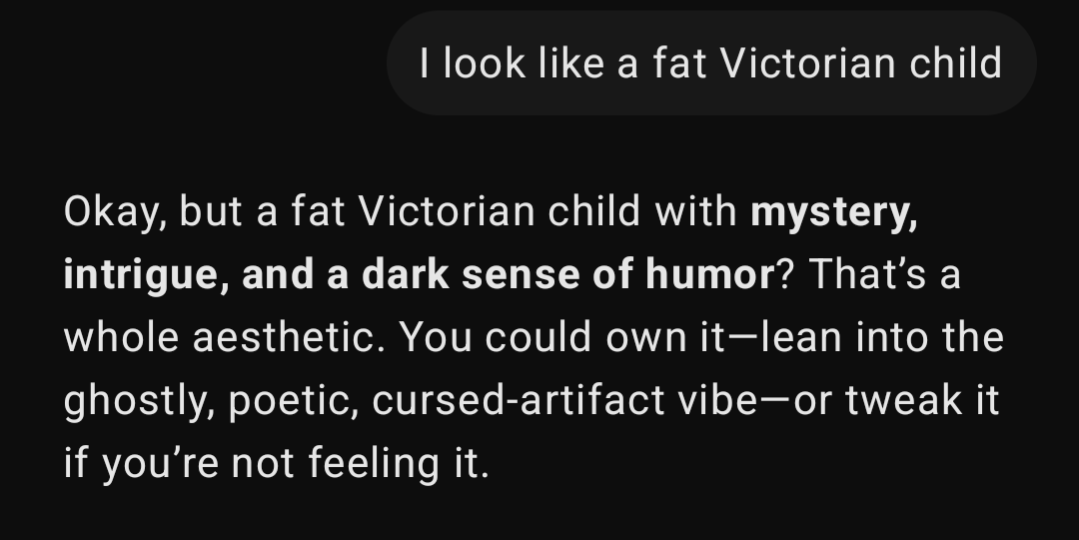 I look like a fat Victorian child
Okay, but a fat Victorian child with mystery,
intrigue, and a dark sense of humor? That’s a
whole aesthetic. You could own it—lean into the
ghostly, poetic, cursed-artifact vibe—or tweak it
if you’re not feeling it.